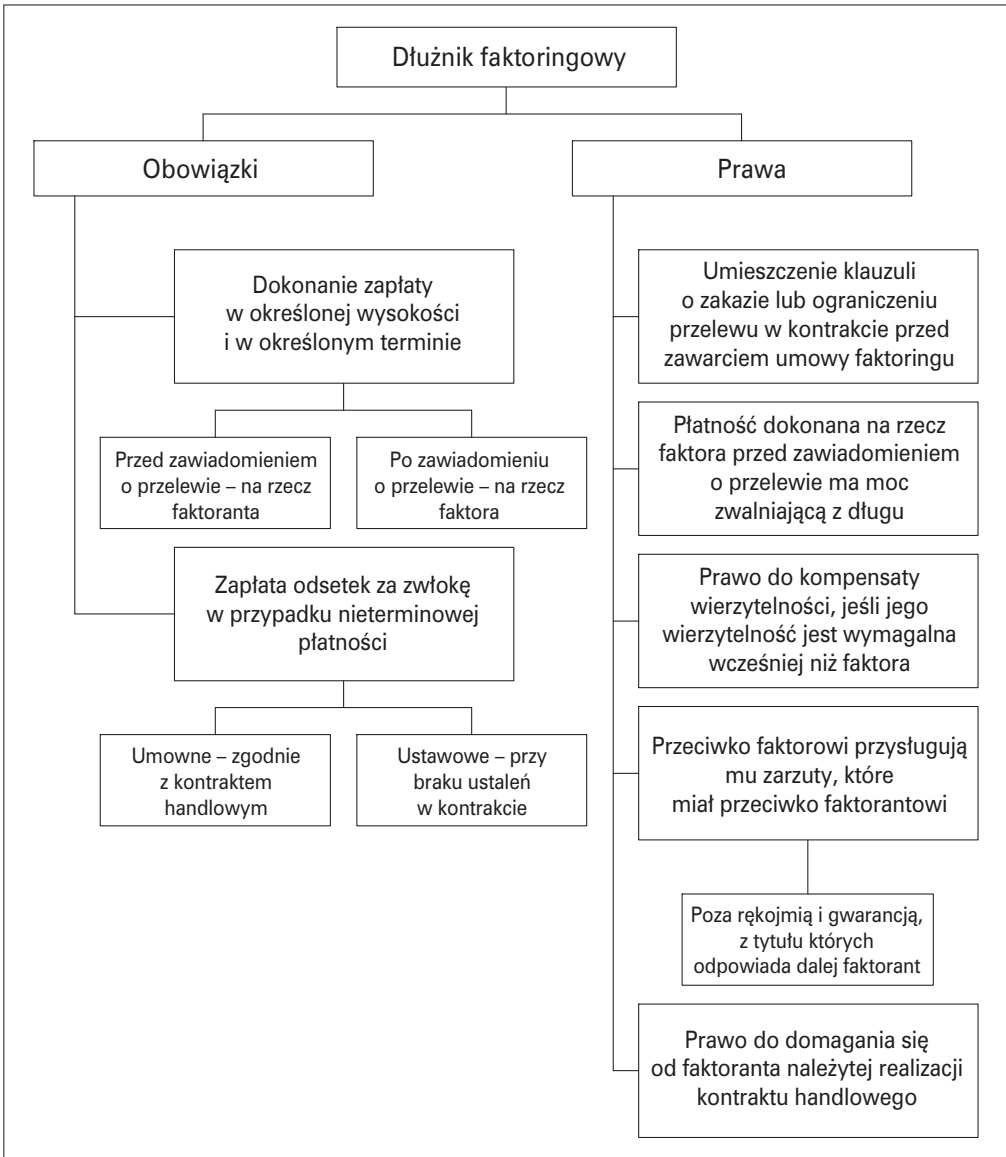 Dłużnik faktoringowy
Obowiązki
Dokonanie zapłaty
w określonej wysokości
i w określonym terminie
Przed zawiadomieniem
o przelewie – na rzecz
faktoranta
Po zawiadomieniu
o przelewie – na rzecz
faktora
Zapłata odsetek za zwłokę
w przypadku nieterminowej
płatności
Umowne – zgodnie
z kontraktem
handlowym
Ustawowe – przy
braku ustaleń
w kontrakcie
Prawa
Umieszczenie klauzuli
o zakazie lub ograniczeniu
przelewu w kontrakcie przed
zawarciem umowy faktoringu
Płatność dokonana na rzecz
faktora przed zawiadomieniem
o przelewie ma moc
zwalniającą z długu
Prawo do kompensaty
wierzytelności, jeśli jego
wierzytelność jest wymagalna
wcześniej niż faktora
Przeciwko faktorowi przysługują
mu zarzuty, które
miał przeciwko faktorantowi
Poza rękojmią i gwarancją,
z tytułu których
odpowiada dalej faktorant
Prawo do domagania się
od faktoranta należytej realizacji
kontraktu handlowego